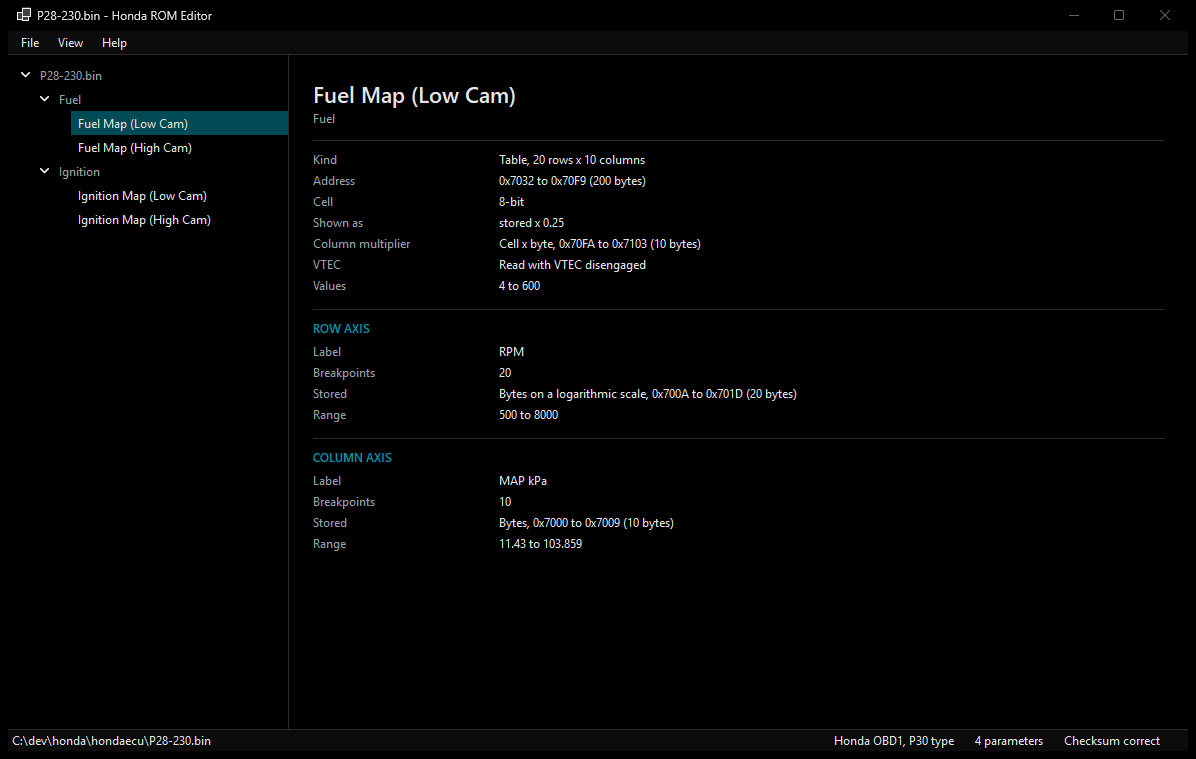 P28-230.bin - Honda ROM Editor
File View Help
P28-230.bin
Fuel
Fuel Map (Low Cam)
Fuel Map (High Cam)
Ignition
Ignition Map (Low Cam)
Ignition Map (High Cam)
Fuel Map (Low Cam)
Fuel
Kind Table, 20 rows x 10 columns
Address 0x7032 to 0x70F9 (200 bytes)
Cell 8-bit
Shown as stored x 0.25
Column multiplier Cell x byte, 0x70FA to 0x7103 (10 bytes)
VTEC Read with VTEC disengaged
Values 4 to 600
ROW AXIS
Label RPM
Breakpoints 20
Stored Bytes on a logarithmic scale, 0x700A to 0x701D (20 bytes)
Range 500 to 8000
COLUMN AXIS
Label MAP kPa
Breakpoints 10
Stored Bytes, 0x7000 to 0x7009 (10 bytes)
Range 11.43 to 103.859
C:\dev\honda\hondaecu\P28-230.bin Honda OBD1, P30 type 4 parameters Checksum correct